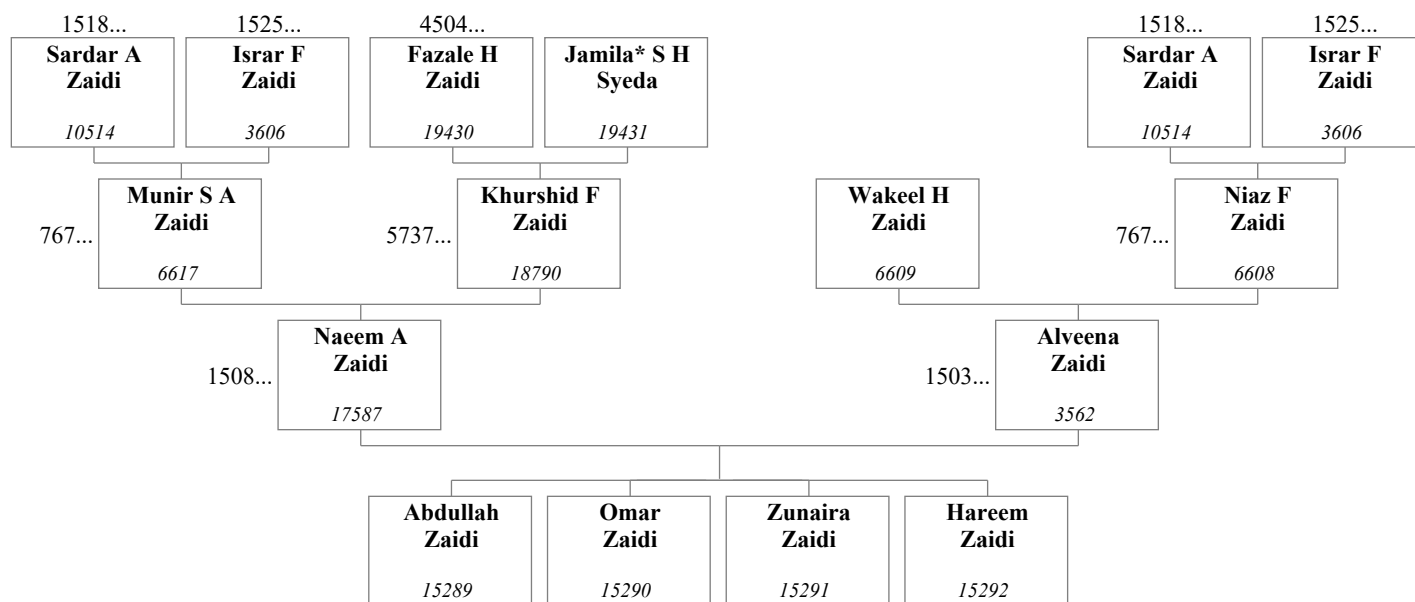 1518... 1525... 4504... 1518... 1525...
Sardar A Israr F Fazale H Jamila* S H Sardar A Israr F
Zaidi Zaidi Zaidi Syeda Zaidi Zaidi
10514 3606 19430 19431 10514 3606
Munir S A Khurshid F Wakeel H Niaz F
Zaidi Zaidi Zaidi Zaidi
767... 5737... 767...
6617 18790 6609 6608
Naeem A Alveena
Zaidi Zaidi
1508... 1503...
17587 3562
Abdullah Omar Zunaira Hareem
Zaidi Zaidi Zaidi Zaidi
15289 15290 15291 15292